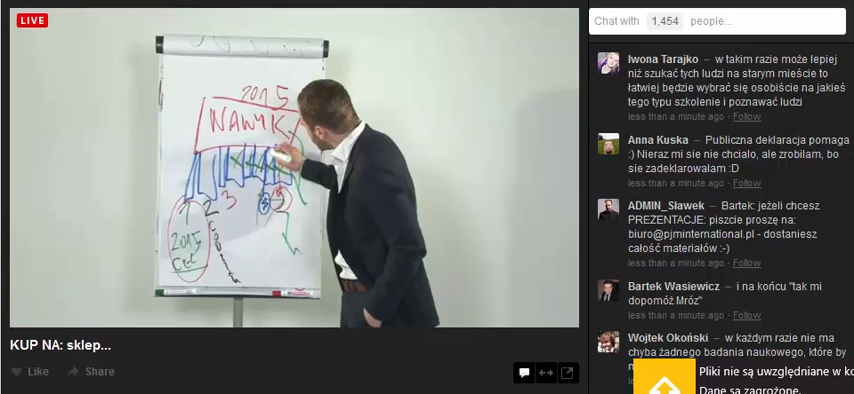 LIVE
2015
NAWYK
1 2 3
2015
Cel
KUP NA: sklep...
Like Share
Chat with 1,454 people...
Iwona Tarajko – w takim razie może lepiej
niż szukać tych ludzi na starym mieście to
łatwiej będzie wybrać się osobiście na jakieś
tego typu szkolenie i poznawać ludzi
less than a minute ago · Follow
Anna Kuska – Publiczna deklaracja pomaga
:) Nieraz mi sie nie chcialo, ale zrobilam, bo
sie zadeklarowalam :D
less than a minute ago · Follow
ADMIN_Sławek – Bartek: jeżeli chcesz
PREZENTACJE: piszcie proszę na:
biuro@pjminternational.pl - dostaniesz
całość materiałów :-)
less than a minute ago · Follow
Bartek Wasiewicz – i na końcu "tak mi
dopomóż Mróz"
less than a minute ago · Follow
Wojtek Okoński – w każdym razie nie ma
chyba żadnego badania naukowego, które by
Pliki nie są uwzględniane w
Dane są zagrożone.